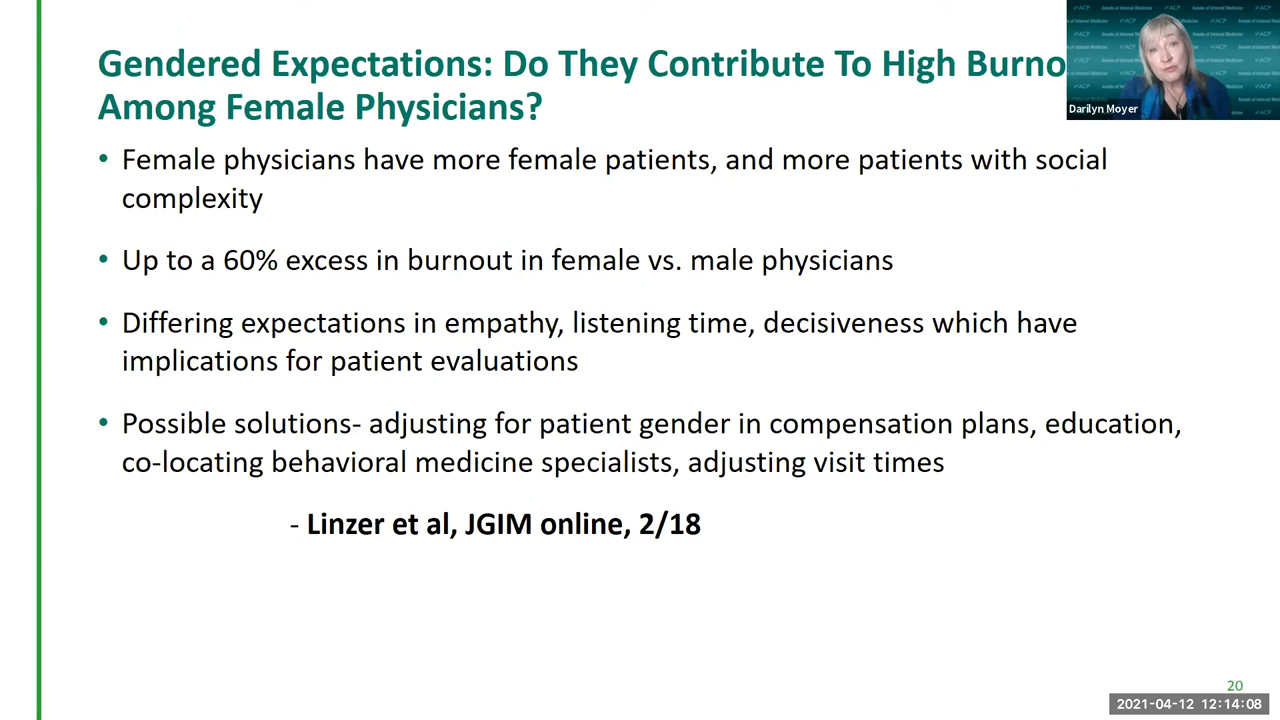 Gendered Expectations: Do They Contribute To High Burno
Among Female Physicians?
• Female physicians have more female patients, and more patients with social
complexity
• Up to a 60% excess in burnout in female vs. male physicians
• Differing expectations in empathy, listening time, decisiveness which have
implications for patient evaluations
• Possible solutions- adjusting for patient gender in compensation plans, education,
co-locating behavioral medicine specialists, adjusting visit times
- Linzer et al, JGIM online, 2/18
Darilyn Moyer
20
2021-04-12 12:14:08